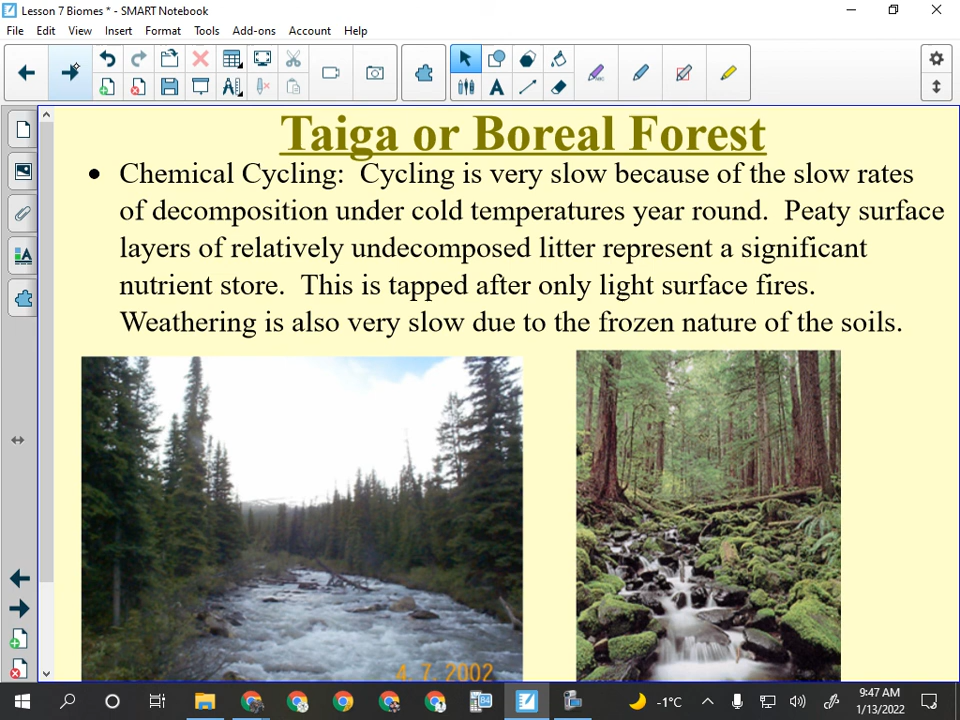 Lesson 7 Biomes * - SMART Notebook
File Edit View Insert Format Tools Add-ons Account Help
Taiga or Boreal Forest
• Chemical Cycling: Cycling is very slow because of the slow rates
of decomposition under cold temperatures year round. Peaty surface
layers of relatively undecomposed litter represent a significant
nutrient store. This is tapped after only light surface fires.
Weathering is also very slow due to the frozen nature of the soils.
4.7.2002
-1°C
9:47 AM
1/13/2022